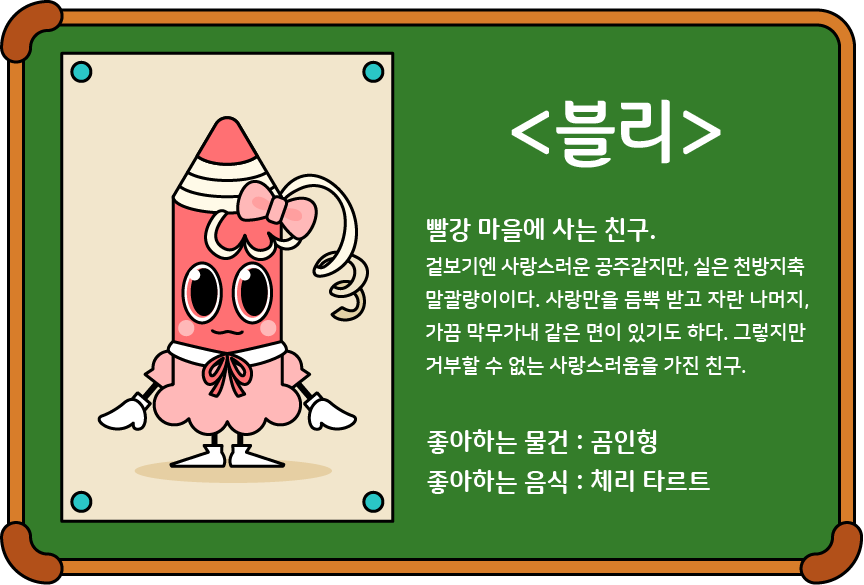 <블리>
빨강 마을에 사는 친구.
겉보기엔 사랑스러운 공주같지만, 실은 천방지축
말괄량이이다. 사랑만을 듬뿍 받고 자란 나머지,
가끔 막무가내 같은 면이 있기도 하다. 그렇지만
거부할 수 없는 사랑스러움을 가진 친구.
좋아하는 물건 : 곰인형
좋아하는 음식 : 체리 타르트